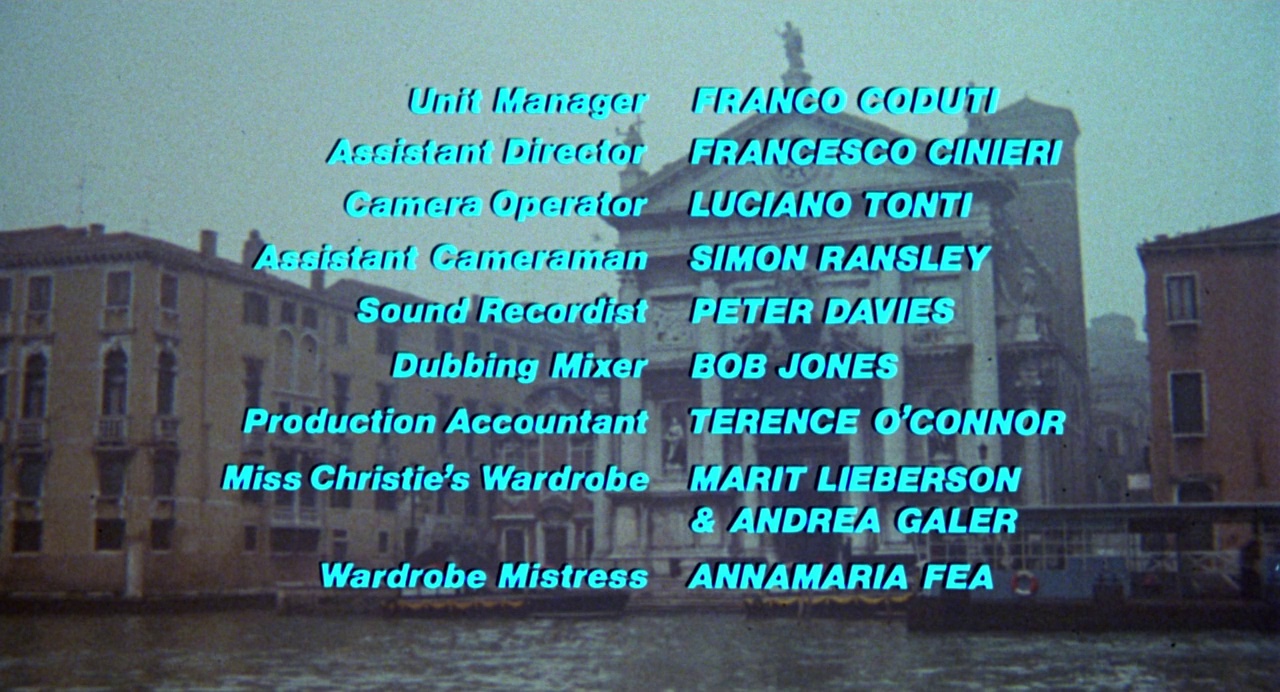 Unit Manager FRANCO CODUTI
Assistant Director FRANCESCO CINIERI
Camera Operator LUCIANO TONTI
Assistant Cameraman SIMON RANSLEY
Sound Recordist PETER DAVIES
Dubbing Mixer BOB JONES
Production Accountant TERENCE O'CONNOR
Miss Christie's Wardrobe MARIT LIEBERSON
& ANDREA GALER
Wardrobe Mistress ANNAMARIA FEA